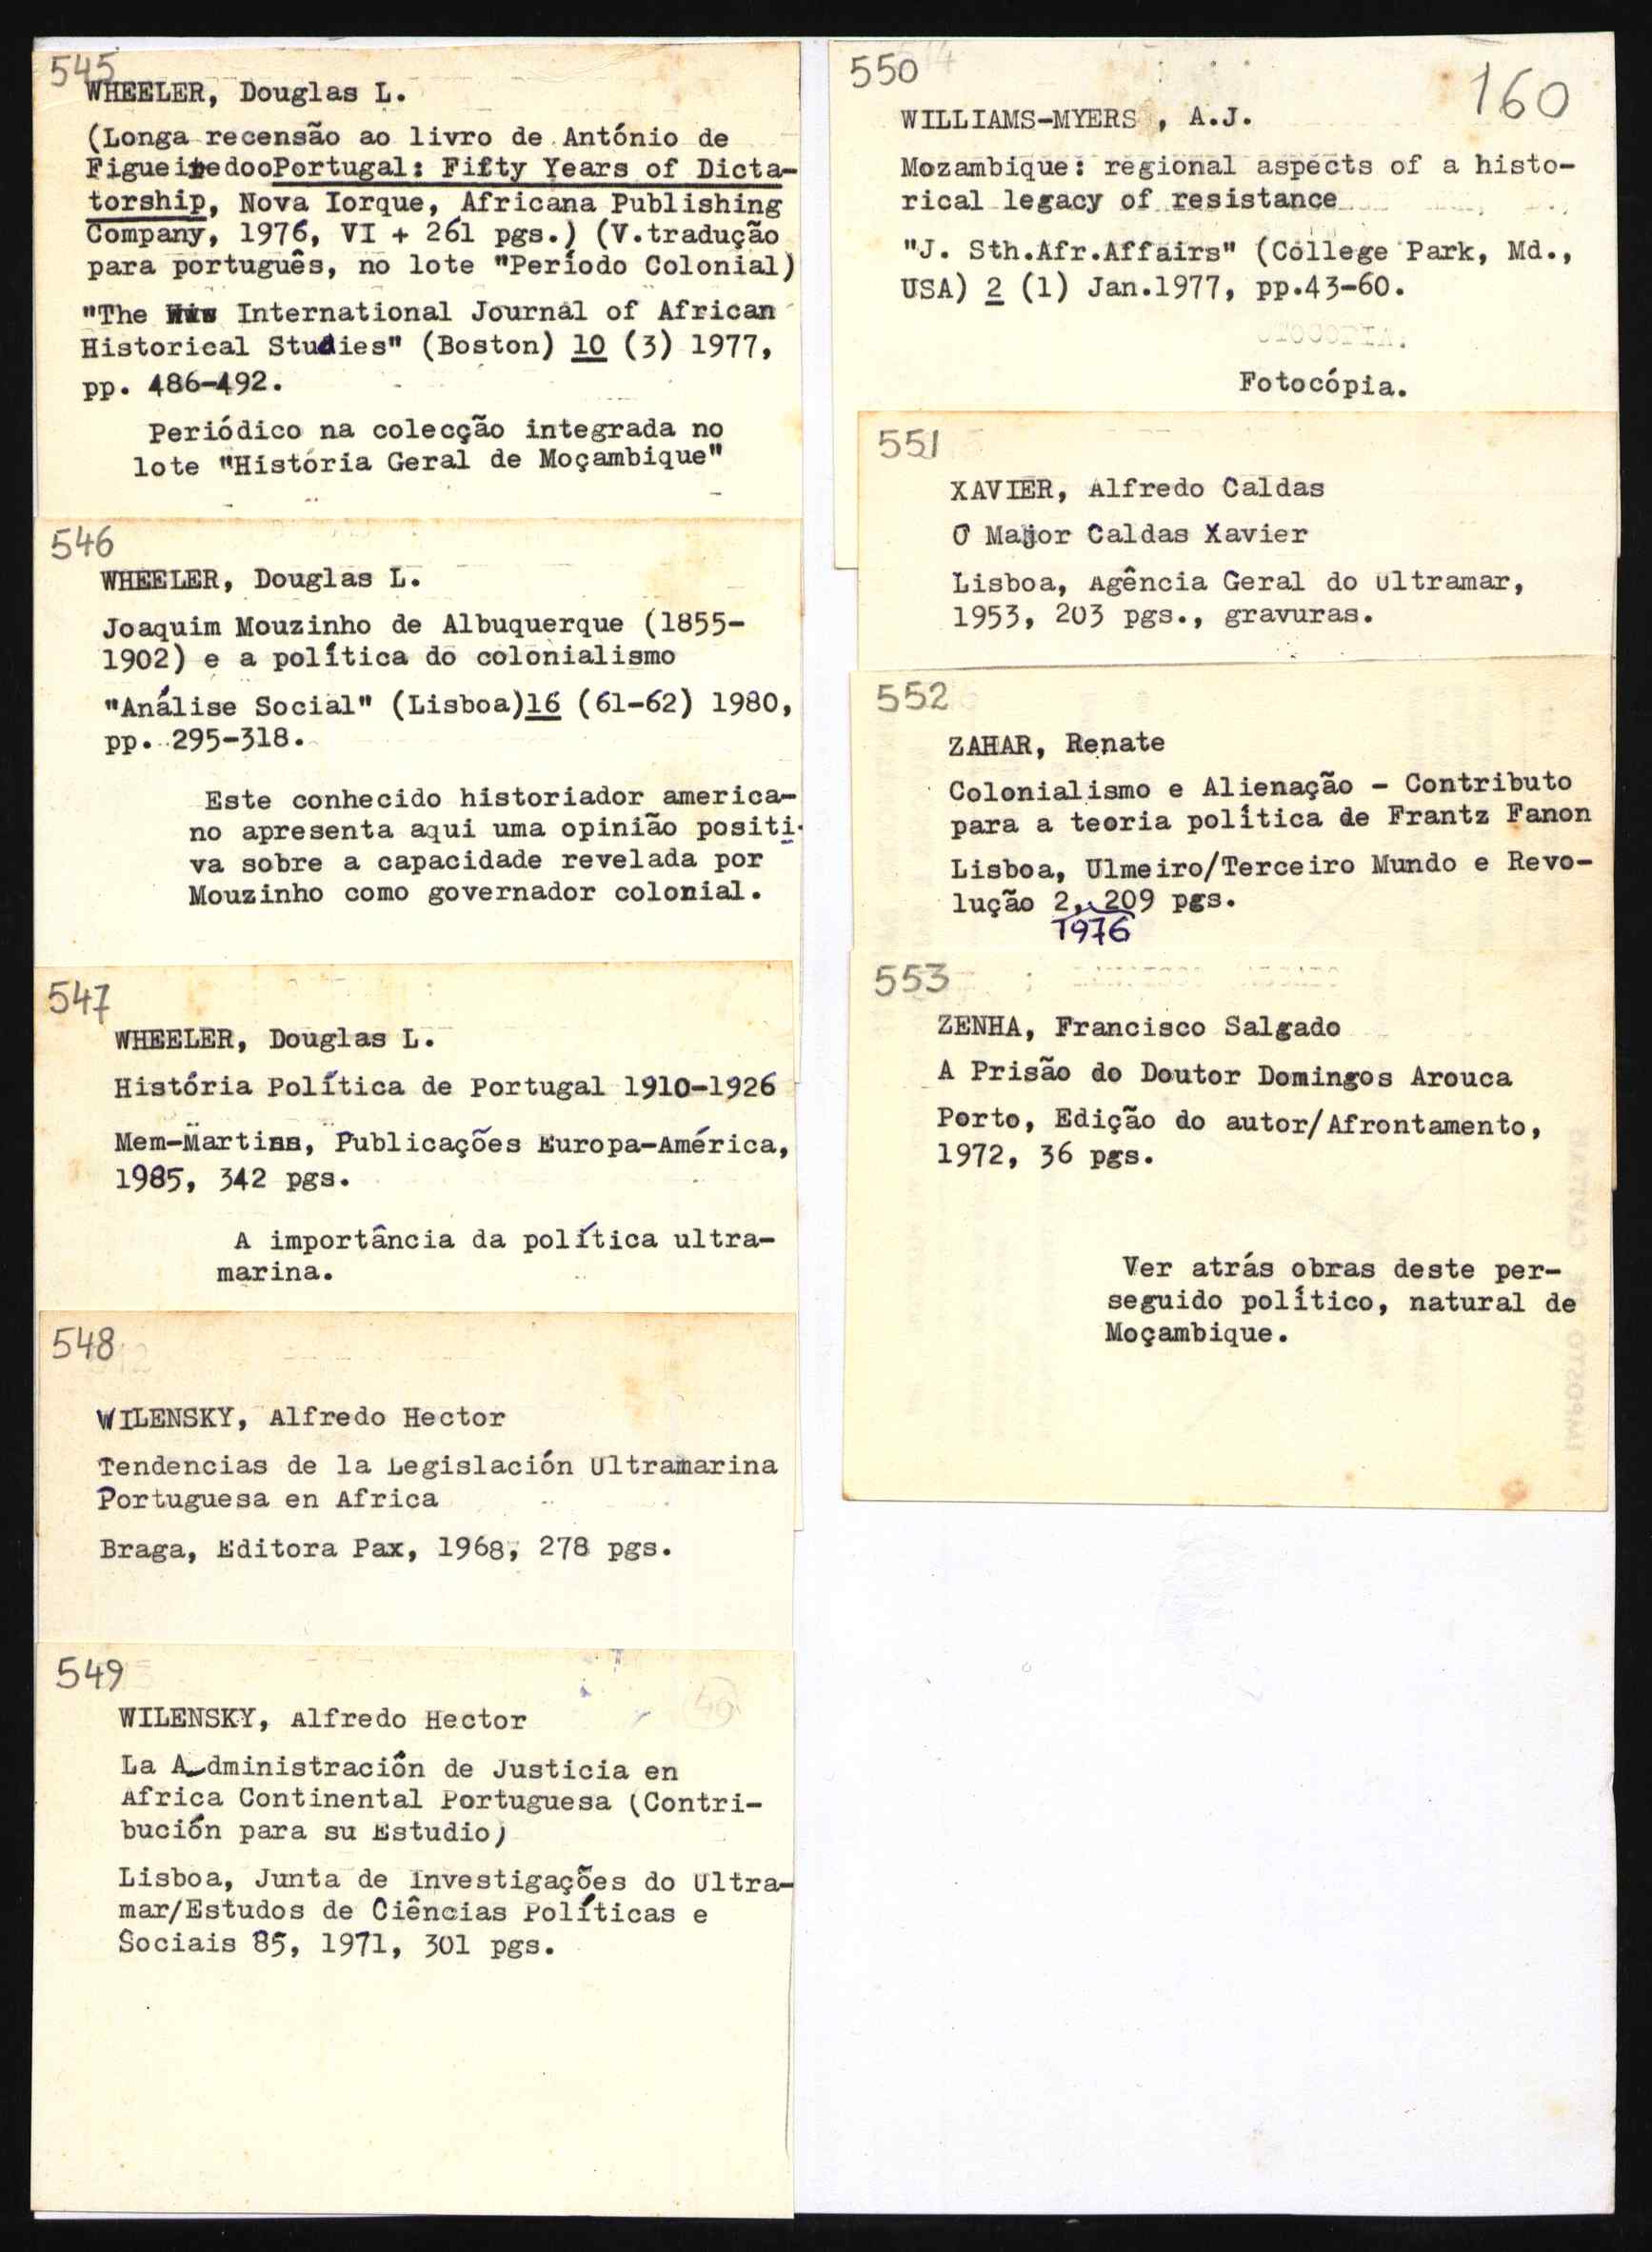 545
WHEELER, Douglas L.
(Longa recensão ao livro de António de
Figueiredoo Portugal: Fifty Years of Dicta-
torship, Nova Iorque, Africana Publishing
Company, 1976, VI + 261 pgs.) (V.tradução
para português, no lote "Período Colonial)
"The International Journal of African
Historical Studies" (Boston) 10 (3) 1977,
pp. 486-492.
Periódico na colecção integrada no
lote "História Geral de Moçambique"
546
WHEELER, Douglas L.
Joaquim Mouzinho de Albuquerque (1855-
1902) e a política do colonialismo
"Análise Social" (Lisboa)16 (61-62) 1980,
pp. 295-318.
Este conhecido historiador america-
no apresenta aqui uma opinião positi-
va sobre a capacidade revelada por
Mouzinho como governador colonial.
547
WHEELER, Douglas L.
História Política de Portugal 1910-1926
Mem-Martins, Publicações Europa-América,
1985, 342 pgs.
A importância da política ultra-
marina.
548
WILENSKY, Alfredo Hector
Tendencias de la Legislación Ultramarina
Portuguesa en Africa
Braga, Editora Pax, 1968, 278 pgs.
549
WILENSKY, Alfredo Hector
La Administración de Justicia en
Africa Continental Portuguesa (Contri-
bución para su Estudio)
Lisboa, Junta de Investigações do Ultra-
mar/Estudos de Ciências Políticas e
Sociais 85, 1971, 301 pgs.
550
160
WILLIAMS-MYERS , A.J.
Mozambique: regional aspects of a histo-
rical legacy of resistance
"J. Sth.Afr.Affairs" (College Park, Md.,
USA) 2 (1) Jan.1977, pp.43-60.
Fotocópia.
551
XAVIER, Alfredo Caldas
O Major Caldas Xavier
Lisboa, Agência Geral do Ultramar,
1953, 203 pgs., gravuras.
552
ZAHAR, Renate
Colonialismo e Alienação - Contributo
para a teoria política de Frantz Fanon
Lisboa, Ulmeiro/Terceiro Mundo e Revo-
lução 2, 209 pgs.
1976
553
ZENHA, Francisco Salgado
A Prisão do Doutor Domingos Arouca
Porto, Edição do autor/Afrontamento,
1972, 36 pgs.
Ver atrás obras deste per-
seguido político, natural de
Moçambique.